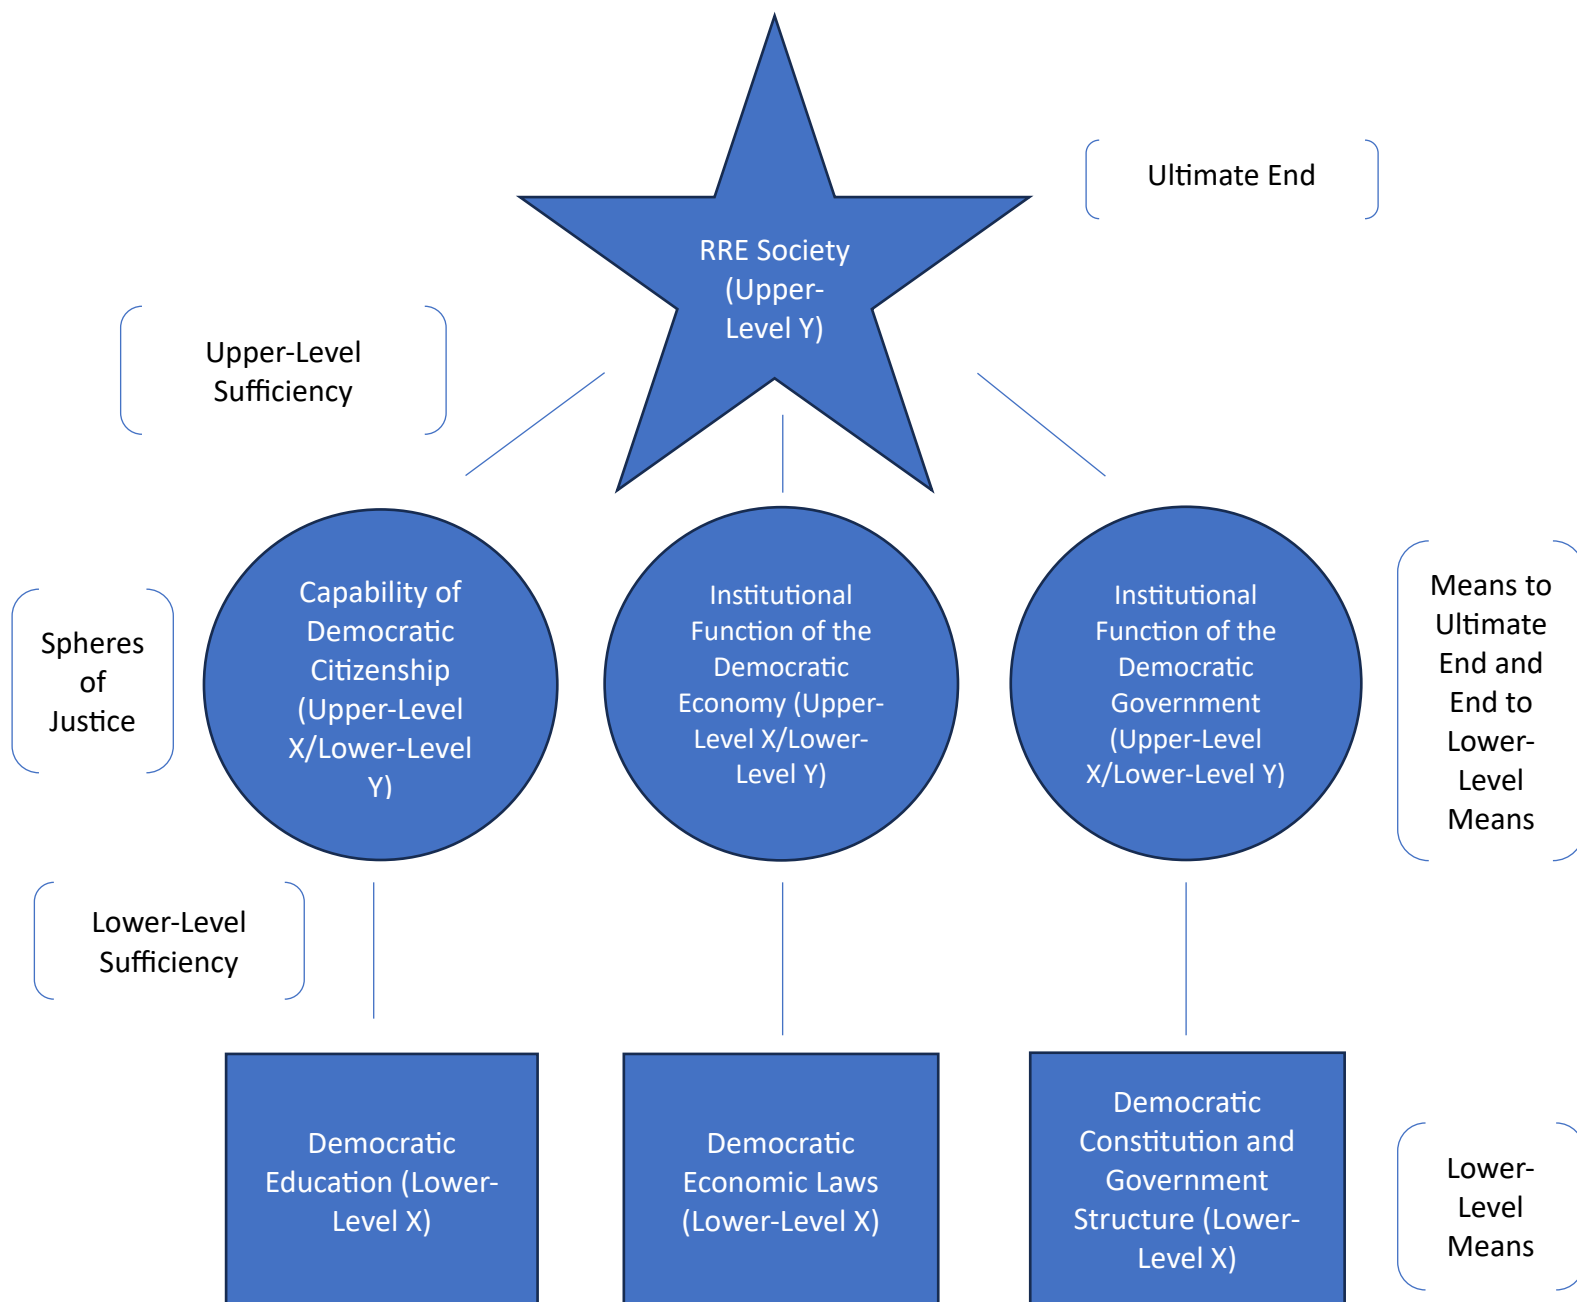 Ultimate End
RRE Society
(Upper-
Level Y)
Upper-Level
Sufficiency
Spheres
of
Justice
Capability of
Democratic
Citizenship
(Upper-Level
X/Lower-Level
Y)
Institutional
Function of the
Democratic
Economy (Upper-
Level X/Lower-
Level Y)
Institutional
Function of the
Democratic
Government
(Upper-Level
X/Lower-Level Y)
Means to
Ultimate
End and
End to
Lower-
Level
Means
Lower-Level
Sufficiency
Democratic
Education (Lower-
Level X)
Democratic
Economic Laws
(Lower-Level X)
Democratic
Constitution and
Government
Structure (Lower-
Level X)
Lower-
Level
Means